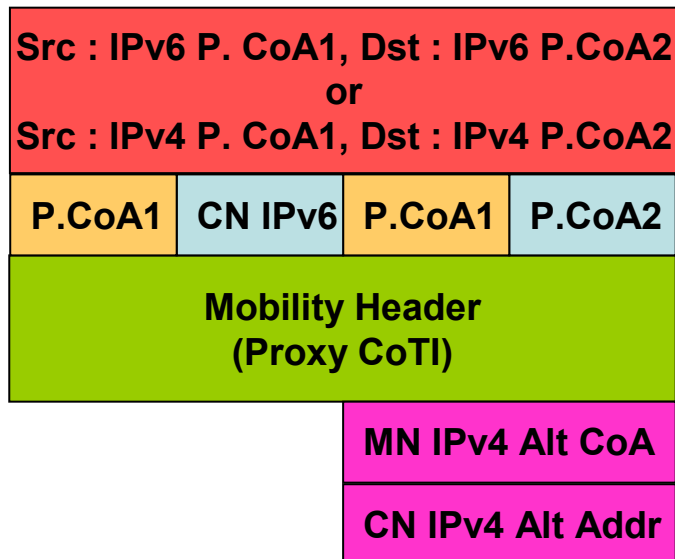 Src : IPv6 P. CoA1, Dst : IPv6 P.CoA2
or
Src : IPv4 P. CoA1, Dst : IPv4 P.CoA2
P.CoA1 CN IPv6 P.CoA1 P.CoA2
Mobility Header
(Proxy CoTI)
MN IPv4 Alt CoA
CN IPv4 Alt Addr